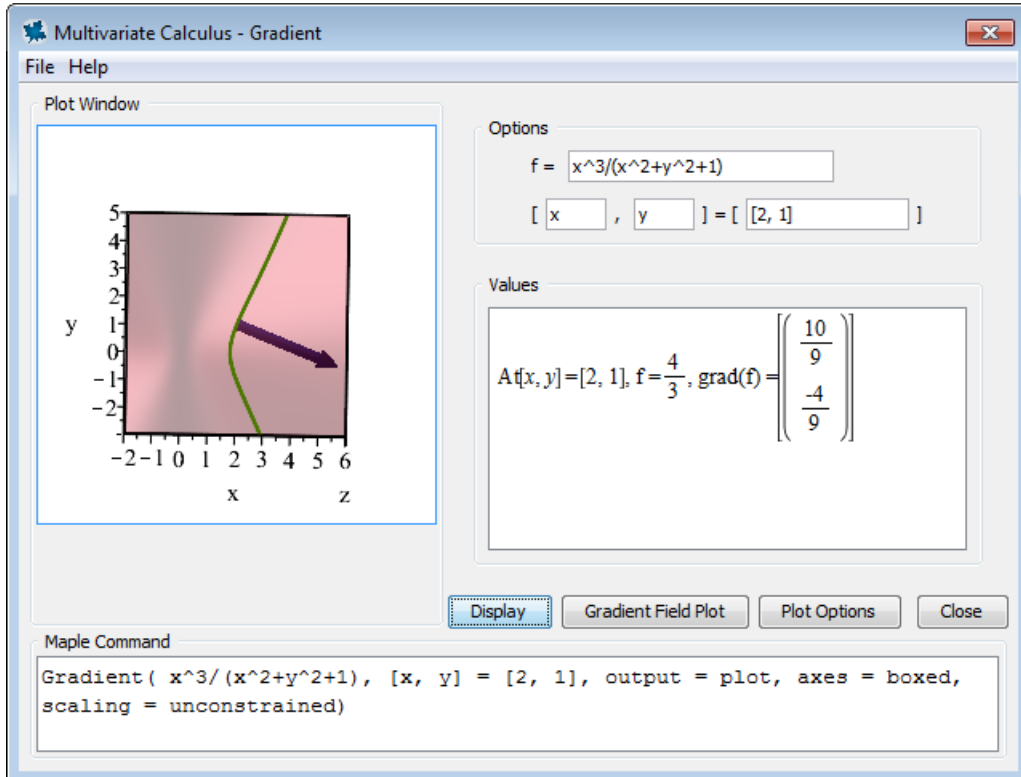 Multivariate Calculus - Gradient
File Help
Plot Window
5
4
3
2
y 1
0
-1
-2
-2 -1 0 1 2 3 4 5 6
x z
Options
f = x^3/(x^2+y^2+1)
[ x , y ] = [ [2, 1] ]
Values
At[x, y]=[2, 1], f = 4/3, grad(f) = [( 10/9 -4/9 )]
Display Gradient Field Plot Plot Options Close
Maple Command
Gradient( x^3/(x^2+y^2+1), [x, y] = [2, 1], output = plot, axes = boxed,
scaling = unconstrained)